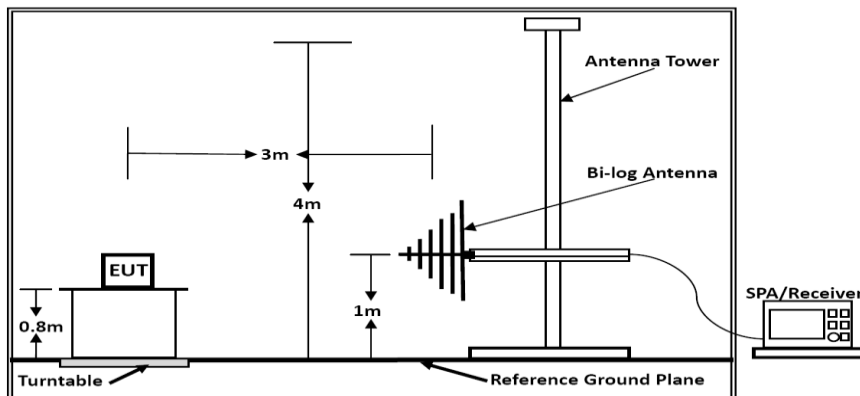 Antenna Tower
3m
Bi-log Antenna
4m
EUT
SPA/Receiver
0.8m
1m
Turntable
Reference Ground Plane